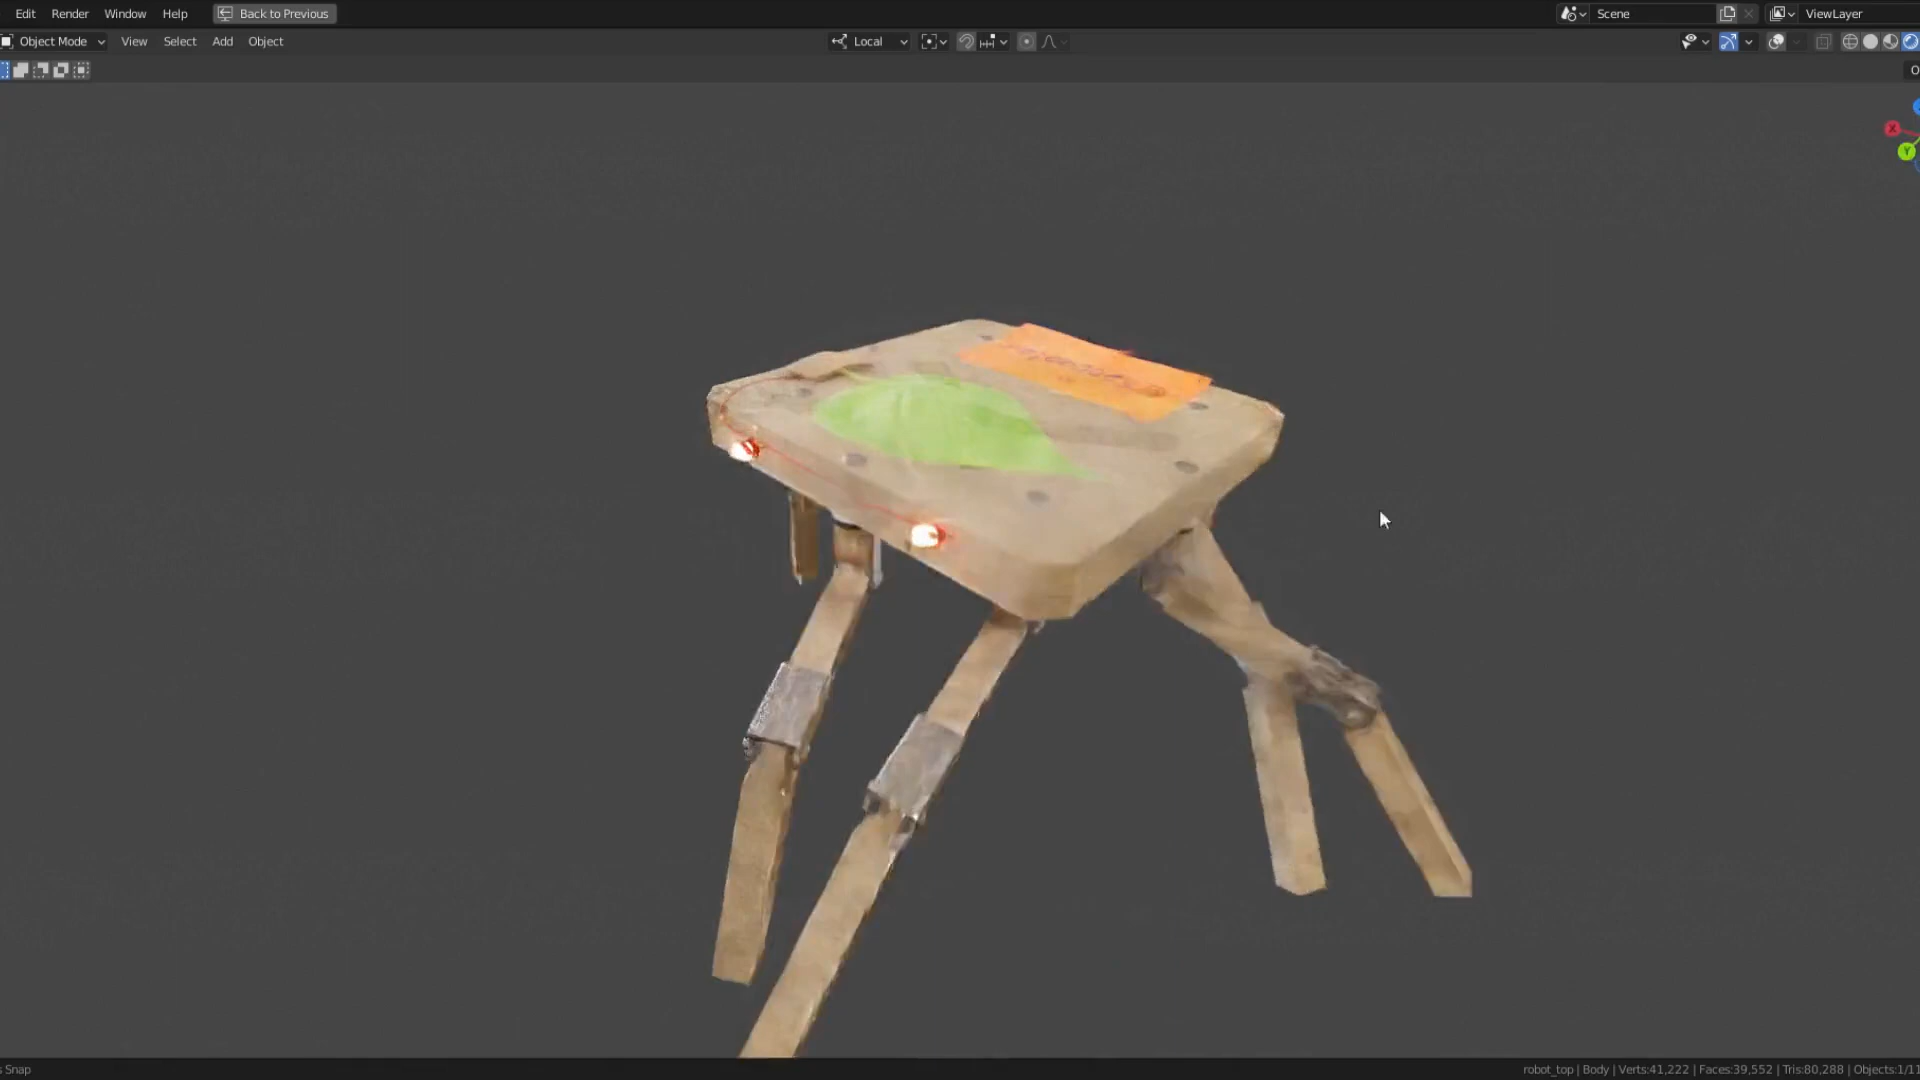 Edit Render Window Help Back to Previous Scene ViewLayer
Object Mode View Select Add Object Local
X
Y
Snap robot_top | Body | Verts:41,222 | Faces:39,552 | Tris:80,288 | Objects:1/11